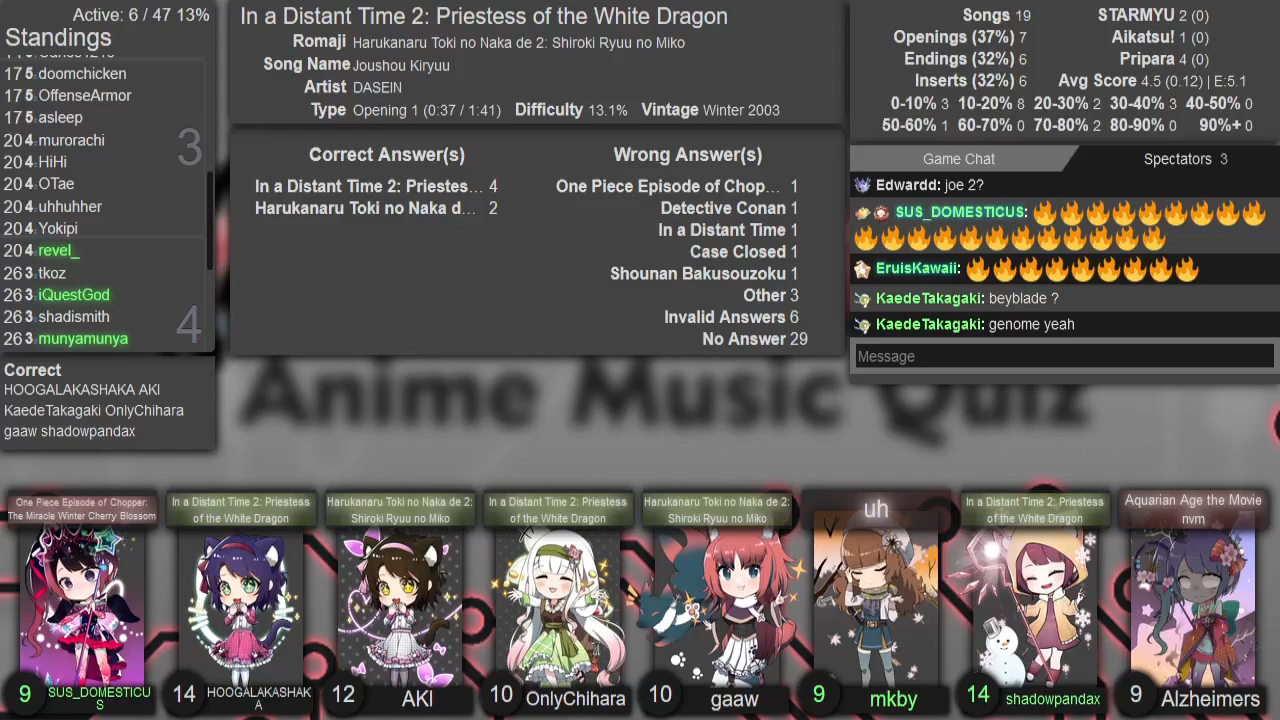 Active: 6 / 47 13%
Standings
17 5 doomchicken
17 5 OffenseArmor
17 5 asleep
20 4 murorachi
3
20 4 HiHi
20 4 OTae
20 4 uhhuhher
20 4 Yokipi
20 4 revel_
26 3 tkoz
26 3 iQuestGod
26 3 shadismith
4
26 3 munyamunya
Correct
HOOGALAKASHAKA AKI
KaedeTakagaki OnlyChihara
gaaw shadowpandax
In a Distant Time 2: Priestess of the White Dragon
Romaji Harukanaru Toki no Naka de 2: Shiroki Ryuu no Miko
Song Name Joushou Kiryuu
Artist DASEIN
Type Opening 1 (0:37 / 1:41) Difficulty 13.1% Vintage Winter 2003
Correct Answer(s)
In a Distant Time 2: Priestes... 4
Harukanaru Toki no Naka d... 2
Wrong Answer(s)
One Piece Episode of Chop... 1
Detective Conan 1
In a Distant Time 1
Case Closed 1
Shounan Bakusouzoku 1
Other 3
Invalid Answers 6
No Answer 29
Songs 19 STARMYU 2 (0)
Openings (37%) 7 Aikatsu! 1 (0)
Endings (32%) 6 Pripara 4 (0)
Inserts (32%) 6 Avg Score 4.5 (0.12) | E:5.1
0-10% 3 10-20% 8 20-30% 2 30-40% 3 40-50% 0
50-60% 1 60-70% 0 70-80% 2 80-90% 0 90%+ 0
Game Chat Spectators 3
Edwardd: joe 2?
SUS_DOMESTICUS: 🔥🔥🔥🔥🔥🔥🔥🔥🔥
🔥🔥🔥🔥🔥🔥🔥🔥🔥🔥🔥🔥
EruisKawaii: 🔥🔥🔥🔥🔥🔥🔥🔥🔥
KaedeTakagaki: beyblade ?
KaedeTakagaki: genome yeah
Message
Anime Music Quiz
One Piece Episode of Chopper:
The Miracle Winter Cherry Blossom
In a Distant Time 2: Priestess
of the White Dragon
Harukanaru Toki no Naka de 2:
Shiroki Ryuu no Miko
In a Distant Time 2: Priestess
of the White Dragon
Harukanaru Toki no Naka de 2:
Shiroki Ryuu no Miko
uh
In a Distant Time 2: Priestess
of the White Dragon
Aquarian Age the Movie
nvm
9 SUS_DOMESTICU
S
14 HOOGALAKASHAK
A
12 AKI
10 OnlyChihara
10 gaaw
9 mkby
14 shadowpandax
9 Alzheimers